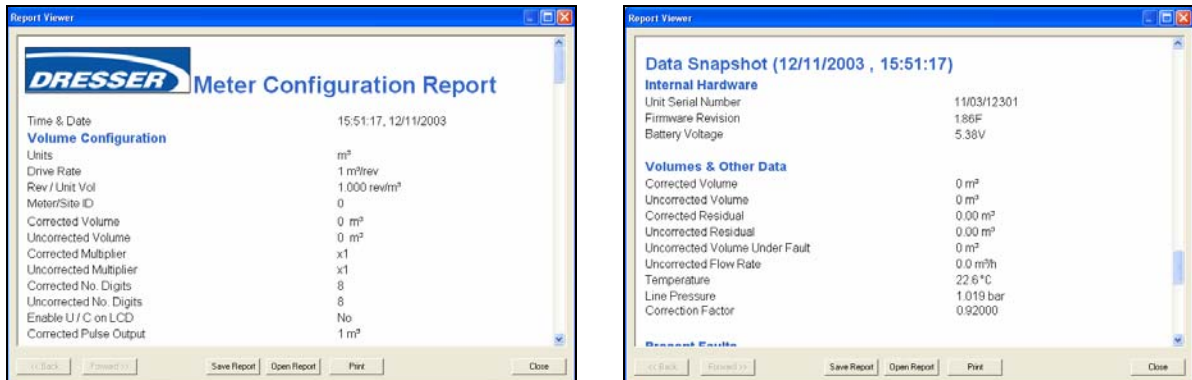 Report Viewer
DRESSER Meter Configuration Report
Time & Date 15:51:17, 12/11/2003
Volume Configuration
Units m³
Drive Rate 1 m³/rev
Rev / Unit Vol 1.000 rev/m³
Meter/Site ID 0
Corrected Volume 0 m³
Uncorrected Volume 0 m³
Corrected Multiplier x1
Uncorrected Multiplier x1
Corrected No. Digits 8
Uncorrected No. Digits 8
Enable U / C on LCD No
Corrected Pulse Output 1 m³
<< Back Forward >> Save Report Open Report Print Close
Report Viewer
Data Snapshot (12/11/2003 , 15:51:17)
Internal Hardware
Unit Serial Number 11/03/12301
Firmware Revision 1.86F
Battery Voltage 5.38V
Volumes & Other Data
Corrected Volume 0 m³
Uncorrected Volume 0 m³
Corrected Residual 0.00 m³
Uncorrected Residual 0.00 m³
Uncorrected Volume Under Fault 0 m³
Uncorrected Flow Rate 0.0 m³/h
Temperature 22.6°C
Line Pressure 1.019 bar
Correction Factor 0.92000
Present Faults
<< Back Forward >> Save Report Open Report Print Close